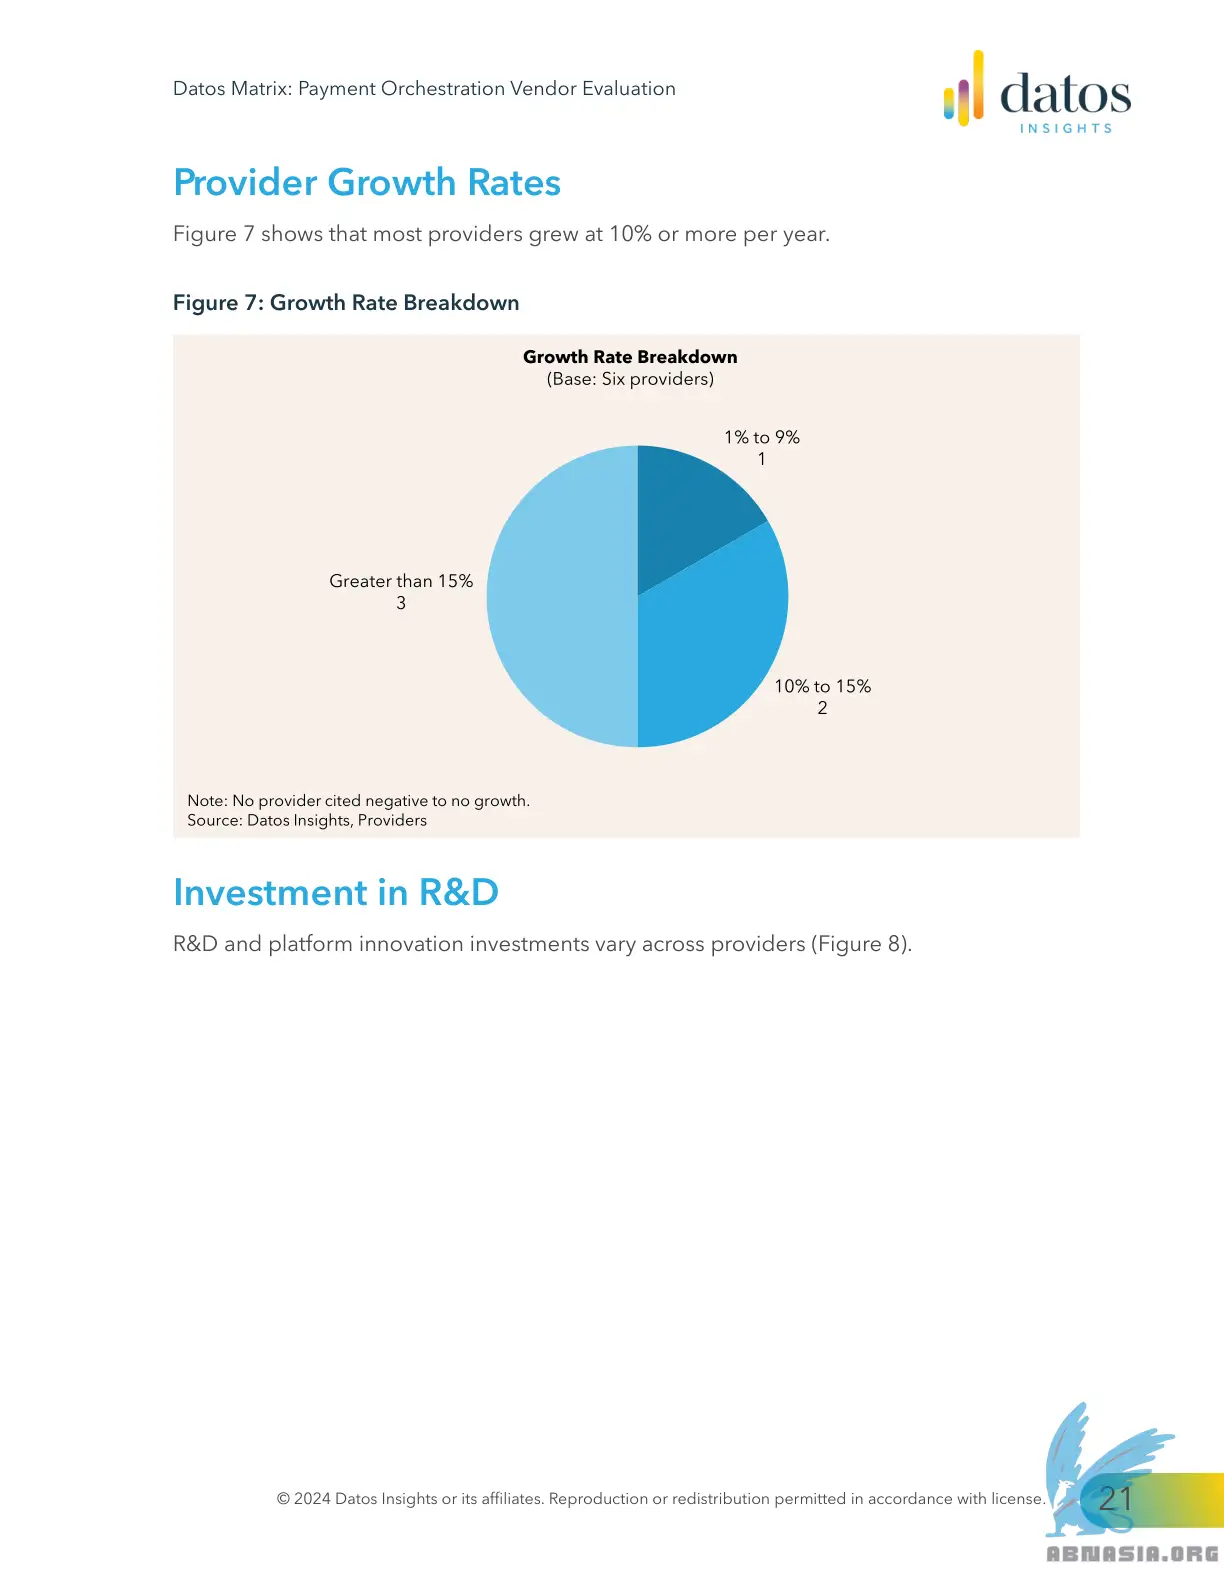 Datos Matrix: Payment Orchestration Vendor Evaluation
datos
INSIGHTS
Provider Growth Rates
Figure 7 shows that most providers grew at 10% or more per year.
Figure 7: Growth Rate Breakdown
Growth Rate Breakdown
(Base: Six providers)
1% to 9%
1
Greater than 15%
3
10% to 15%
2
Note: No provider cited negative to no growth.
Source: Datos Insights, Providers
Investment in R&D
R&D and platform innovation investments vary across providers (Figure 8).
© 2024 Datos Insights or its affiliates. Reproduction or redistribution permitted in accordance with license.
21
ABNASIA.ORG